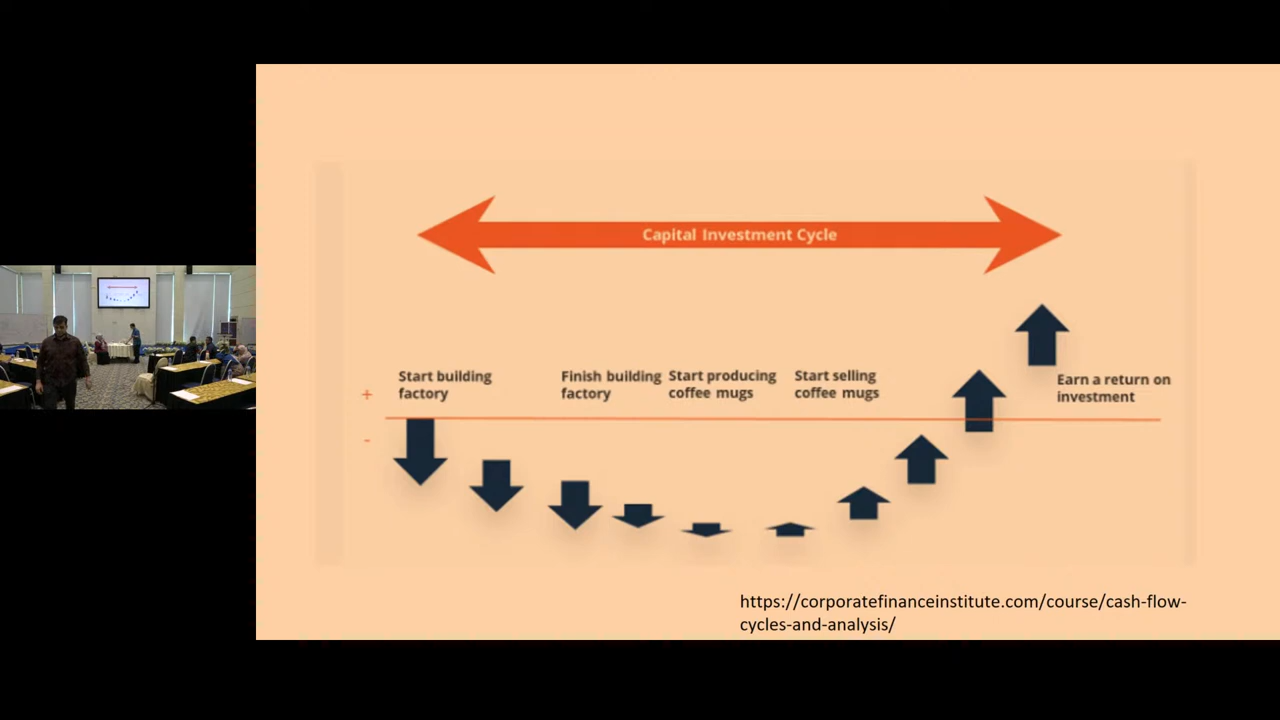 Capital Investment Cycle
Start building
factory
Finish building
factory
Start producing
coffee mugs
Start selling
coffee mugs
Earn a return on
investment
+
-
https://corporatefinanceinstitute.com/course/cash-flow-
cycles-and-analysis/